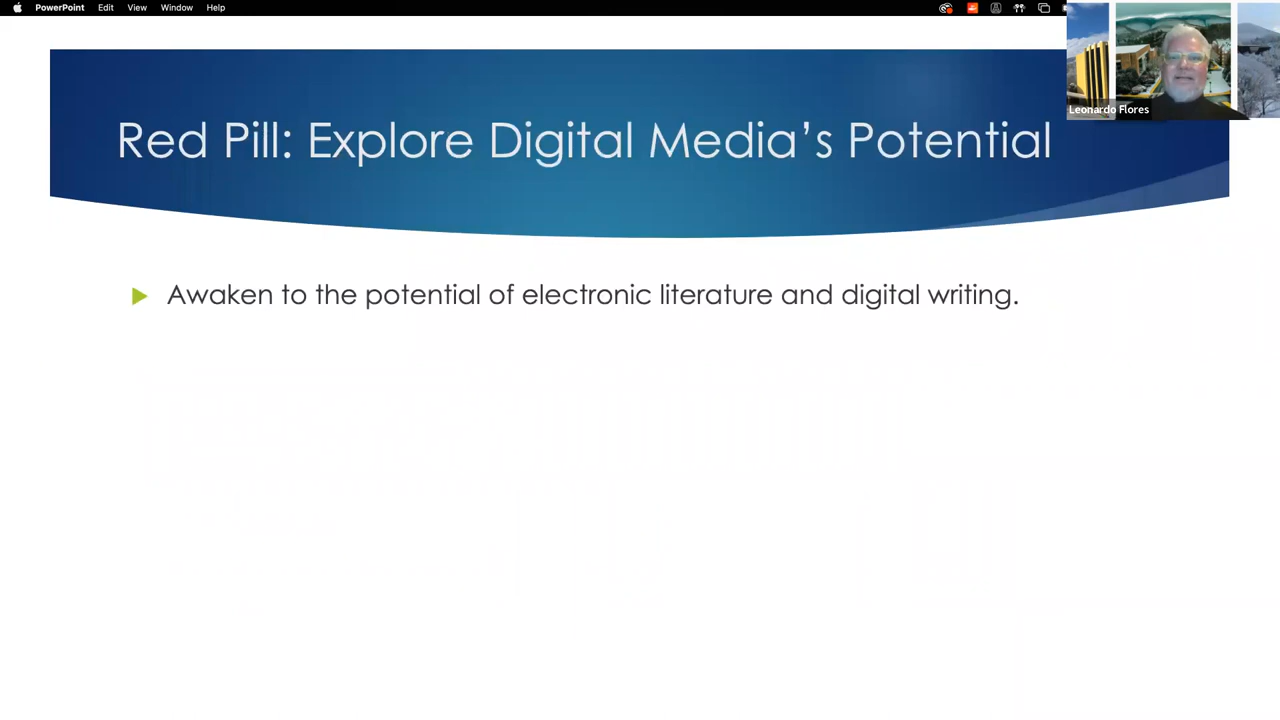 PowerPoint Edit View Window Help
Leonardo Flores
Red Pill: Explore Digital Media’s Potential
Awaken to the potential of electronic literature and digital writing.